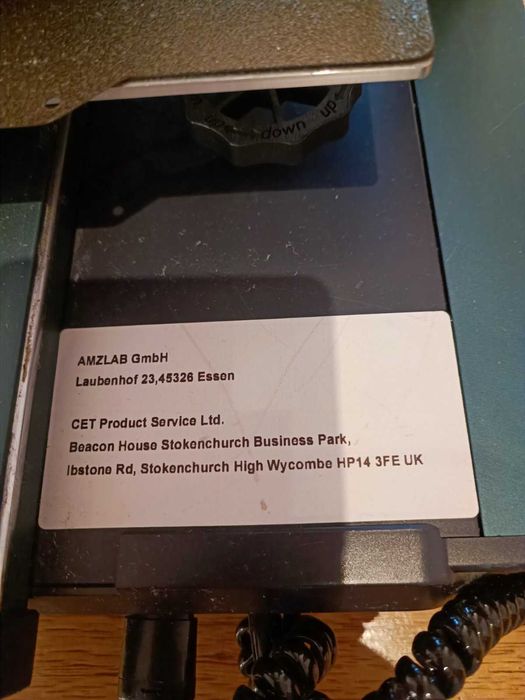 down up
AMZLAB GmbH
Laubenhof 23,45326 Essen
CET Product Service Ltd.
Beacon House Stokenchurch Business Park,
Ibstone Rd, Stokenchurch High Wycombe HP14 3FE UK